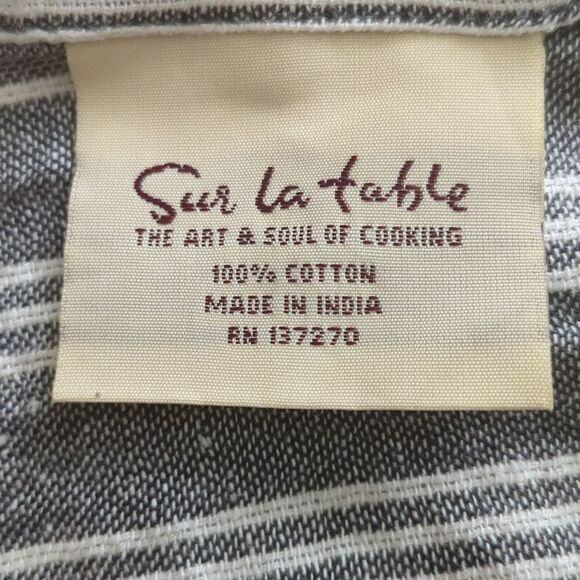 Sur la table
THE ART & SOUL OF COOKING
100% COTTON
MADE IN INDIA
RN 137270